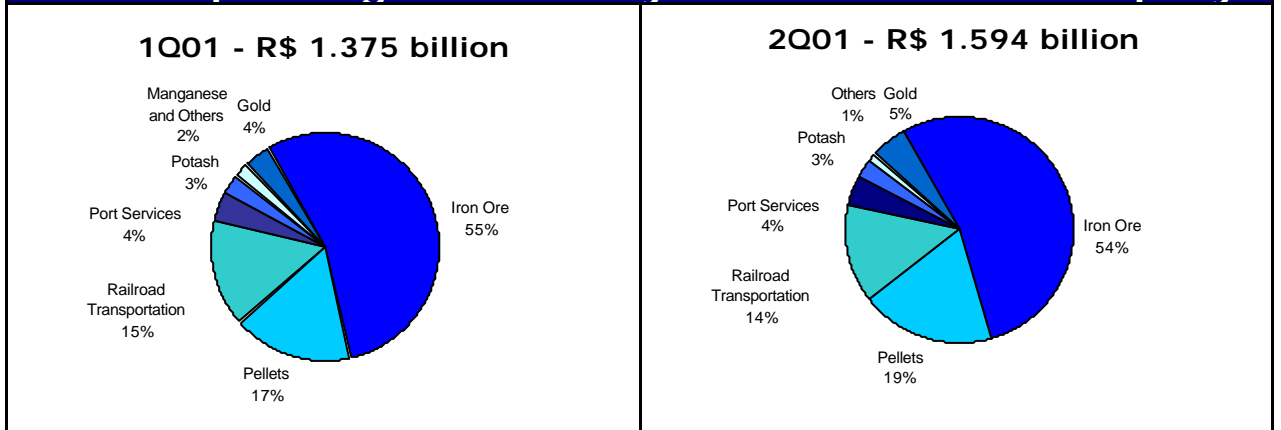 1Q01 - R$ 1.375 billion
Manganese
and Others
2%
Gold
4%
Potash
3%
Port Services
4%
Iron Ore
55%
Railroad
Transportation
15%
Pellets
17%
2Q01 - R$ 1.594 billion
Others
1%
Gold
5%
Potash
3%
Port Services
4%
Iron Ore
54%
Railroad
Transportation
14%
Pellets
19%